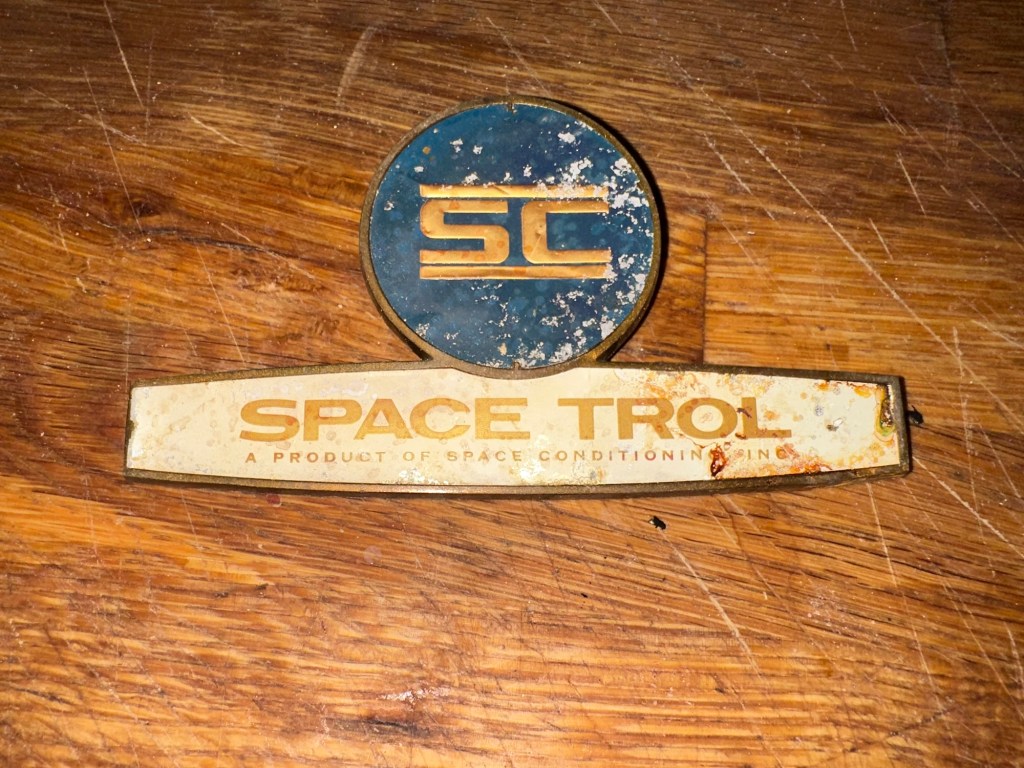 SC
SPACE TROL
A PRODUCT OF SPACE CONDITIONING, INC.